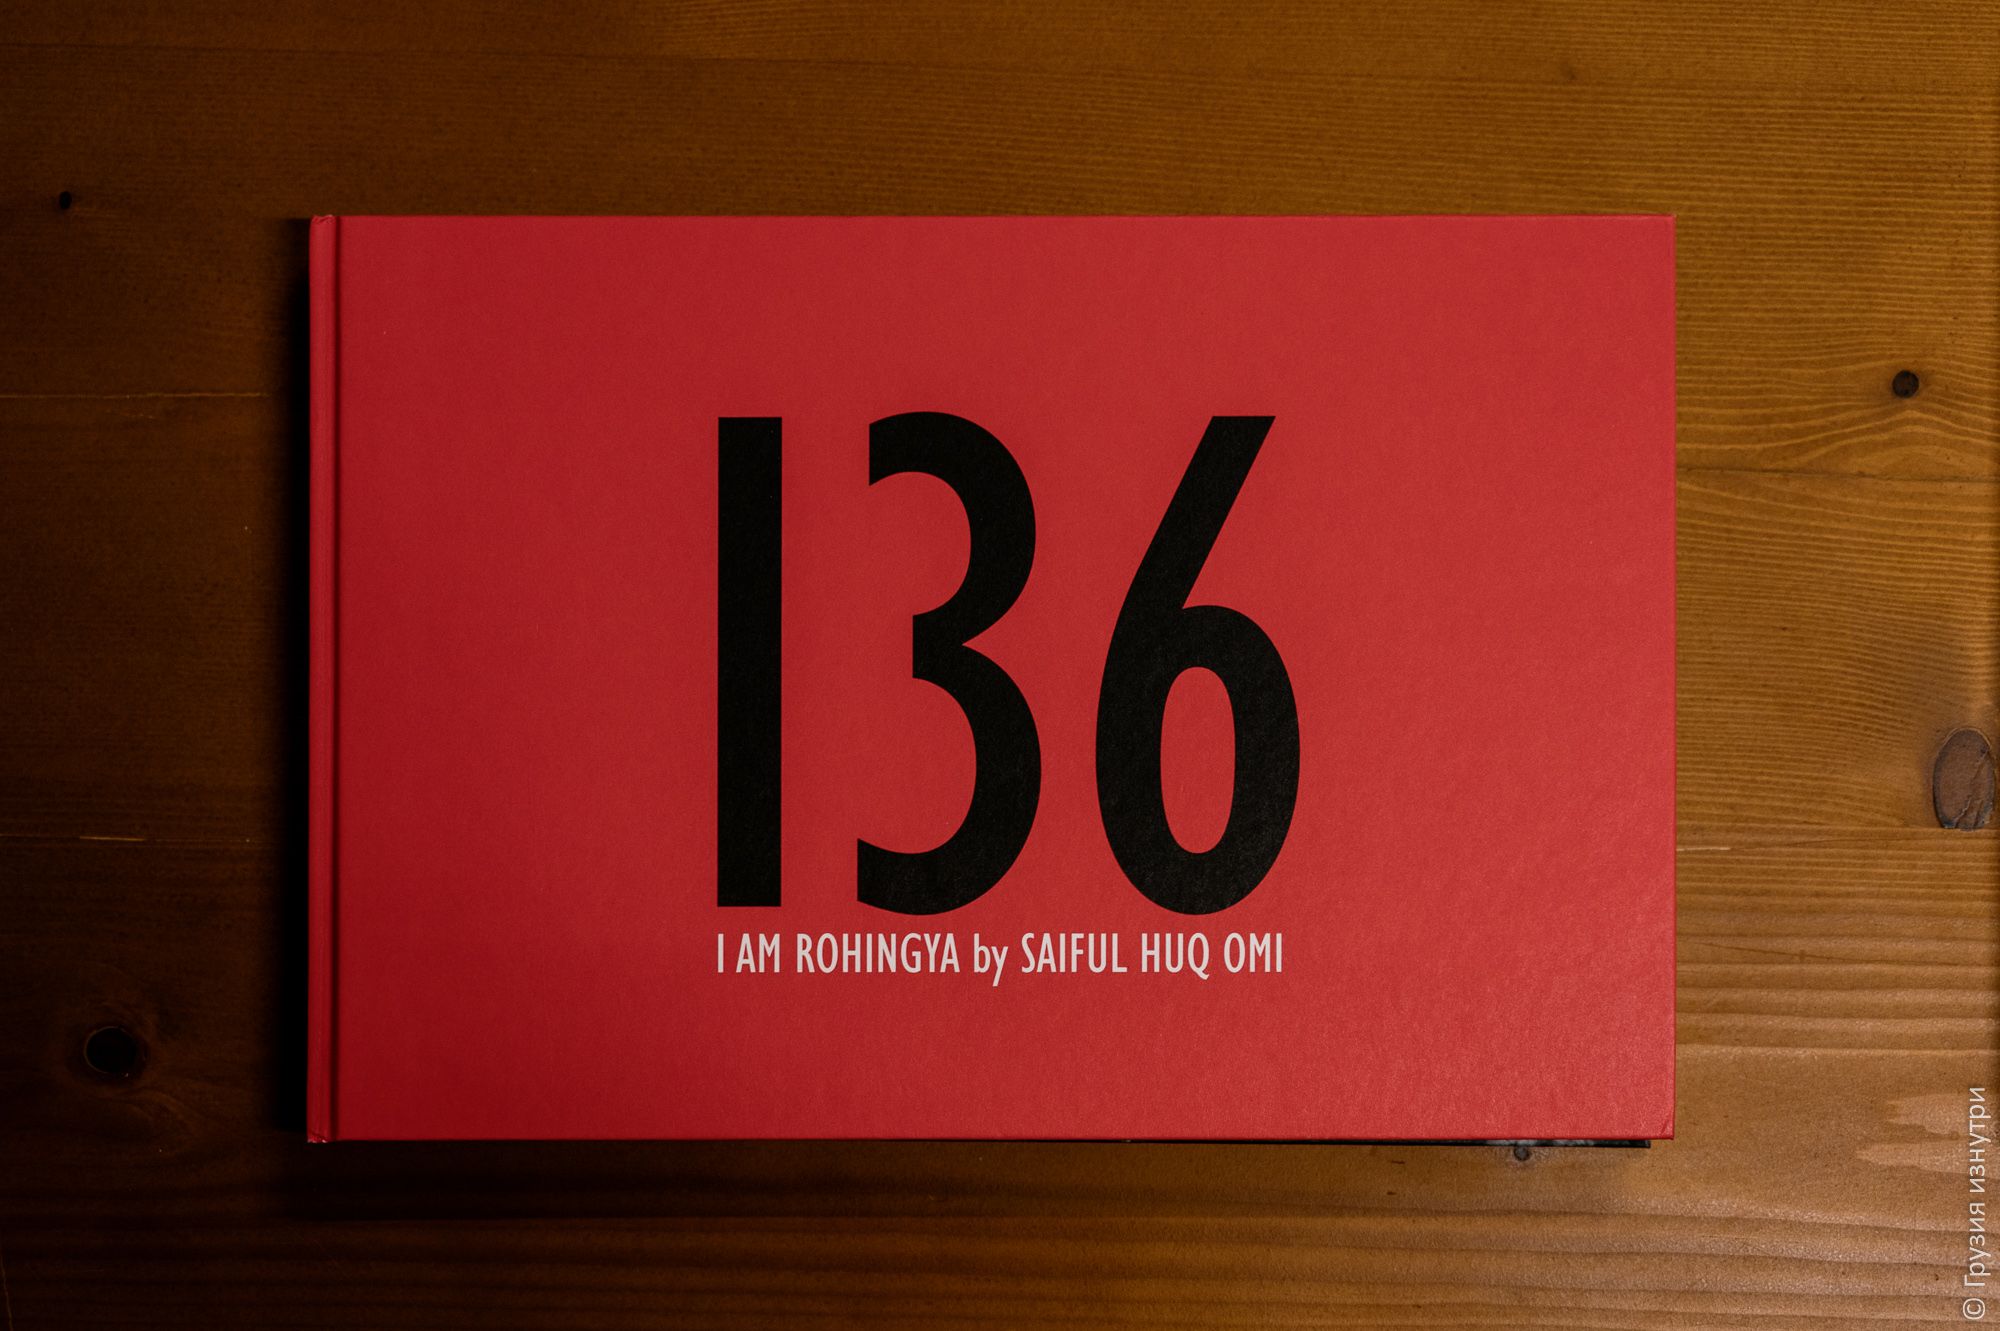 136
I AM ROHINGYA by SAIFUL HUQ OMI
© Грузия изнутри